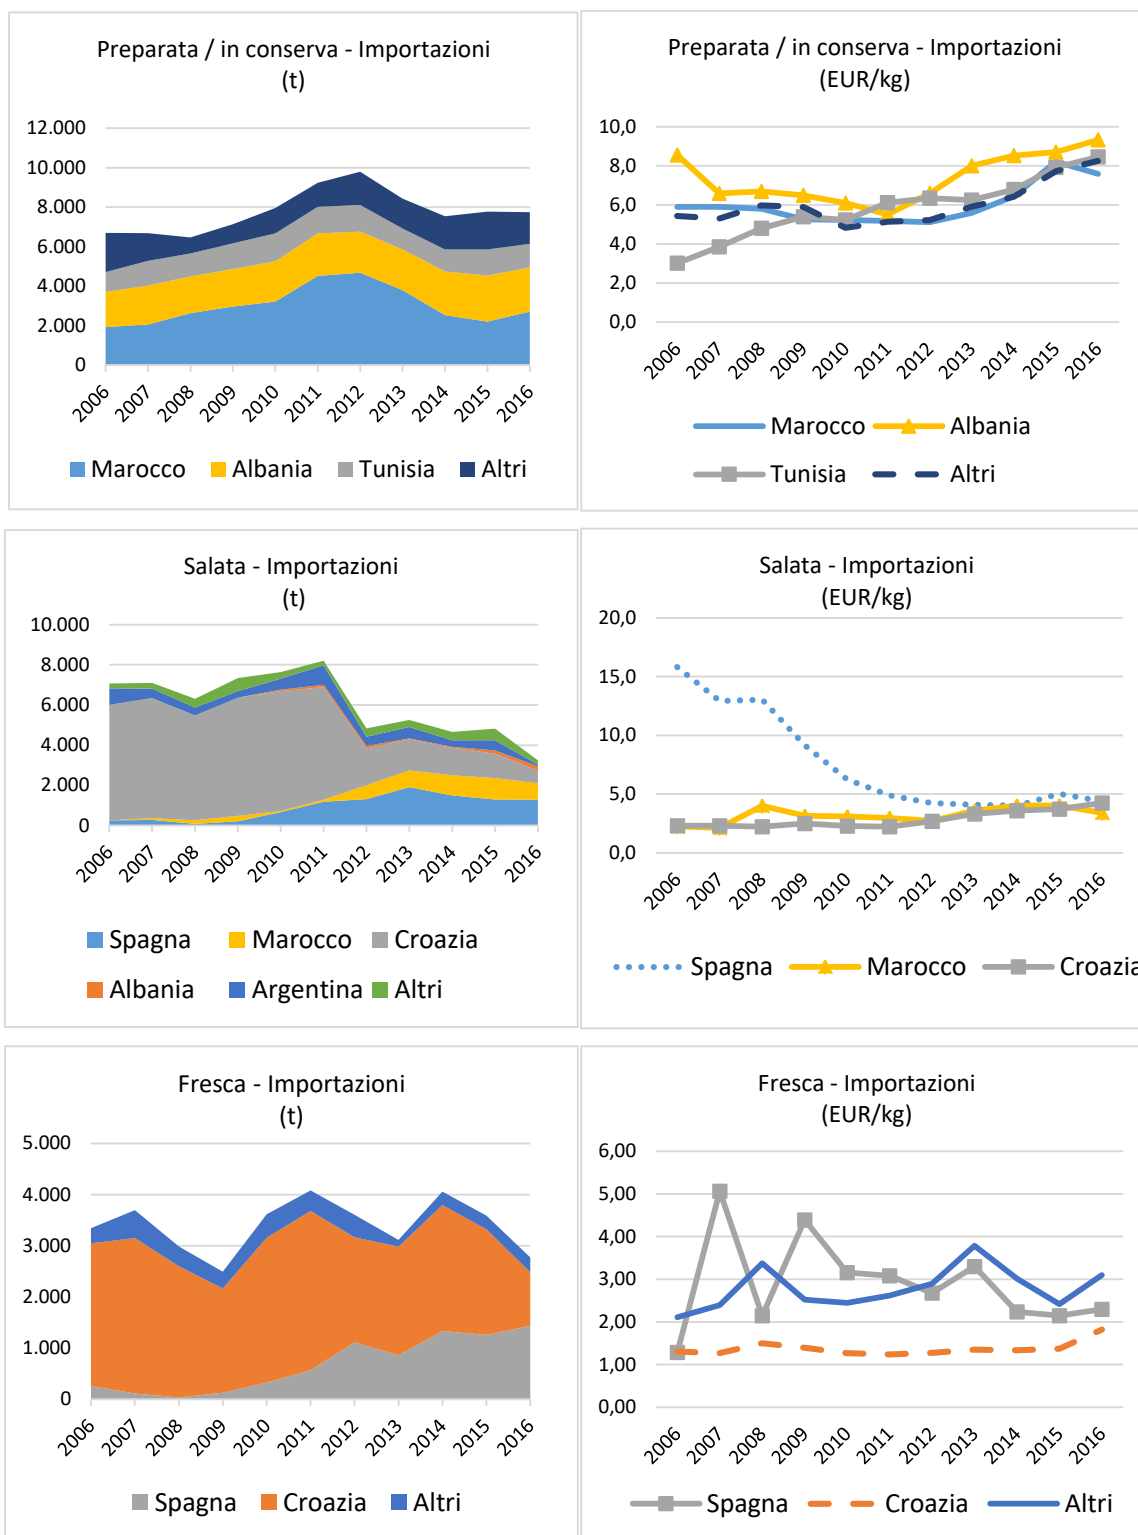 Preparata / in conserva - Importazioni
(t)
12.000
10.000
8.000
6.000
4.000
2.000
0
2006 2007 2008 2009 2010 2011 2012 2013 2014 2015 2016
Marocco Albania Tunisia Altri
Preparata / in conserva - Importazioni
(EUR/kg)
10,0
8,0
6,0
4,0
2,0
0,0
2006 2007 2008 2009 2010 2011 2012 2013 2014 2015 2016
Marocco Albania
Tunisia Altri
Salata - Importazioni
(t)
10.000
8.000
6.000
4.000
2.000
0
2006 2007 2008 2009 2010 2011 2012 2013 2014 2015 2016
Spagna Marocco Croazia
Albania Argentina Altri
Salata - Importazioni
(EUR/kg)
20,0
15,0
10,0
5,0
0,0
2006 2007 2008 2009 2010 2011 2012 2013 2014 2015 2016
Spagna Marocco Croazia
Fresca - Importazioni
(t)
5.000
4.000
3.000
2.000
1.000
0
2006 2007 2008 2009 2010 2011 2012 2013 2014 2015 2016
Spagna Croazia Altri
Fresca - Importazioni
(EUR/kg)
6,00
5,00
4,00
3,00
2,00
1,00
0,00
2006 2007 2008 2009 2010 2011 2012 2013 2014 2015 2016
Spagna Croazia Altri